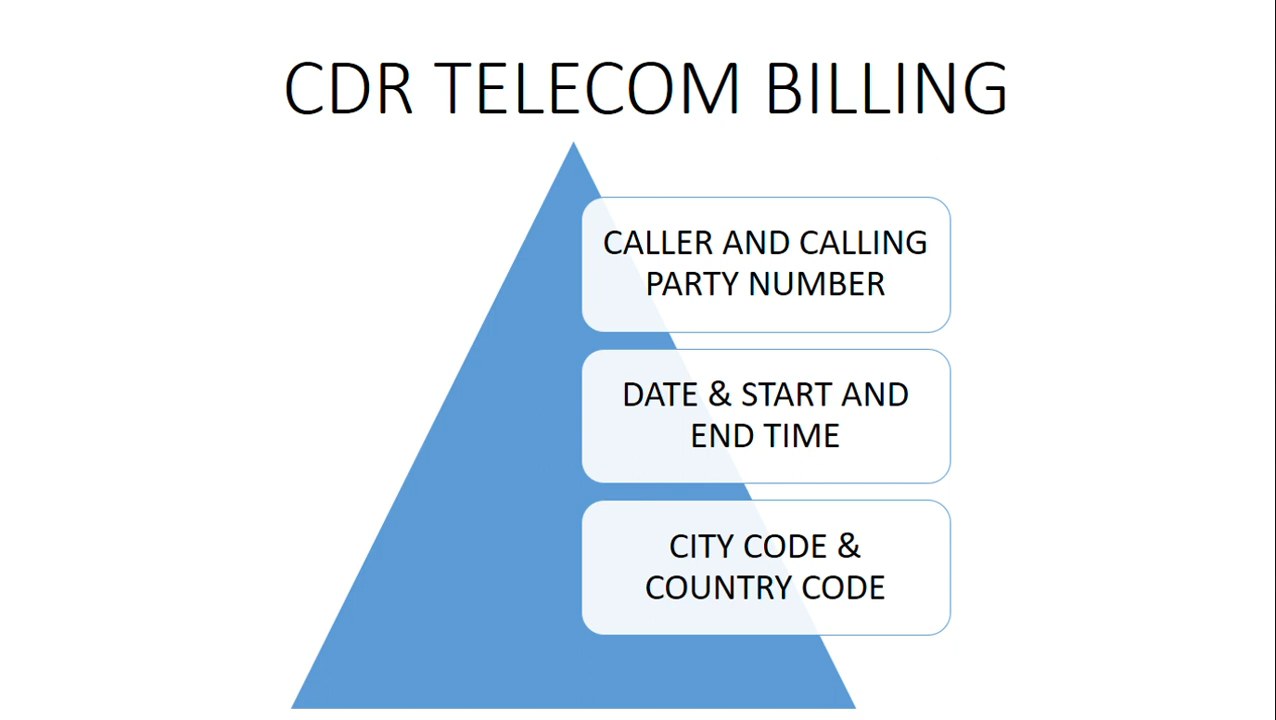 CDR TELECOM BILLING
CALLER AND CALLING
PARTY NUMBER
DATE & START AND
END TIME
CITY CODE &
COUNTRY CODE